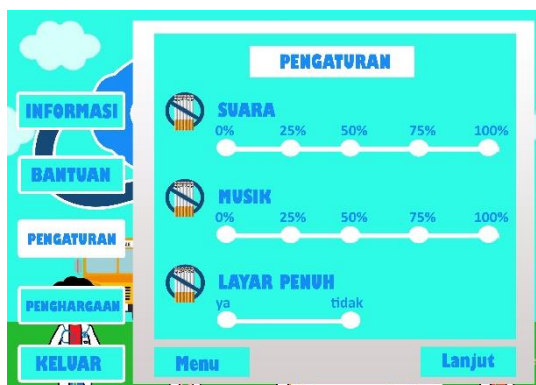 PENGATURAN
INFORMASI
BANTUAN
PENGATURAN
PENGHARGAAN
KELUAR
SUARA
0% 25% 50% 75% 100%
MUSIK
0% 25% 50% 75% 100%
LAYAR PENUH
ya tidak
Menu Lanjut